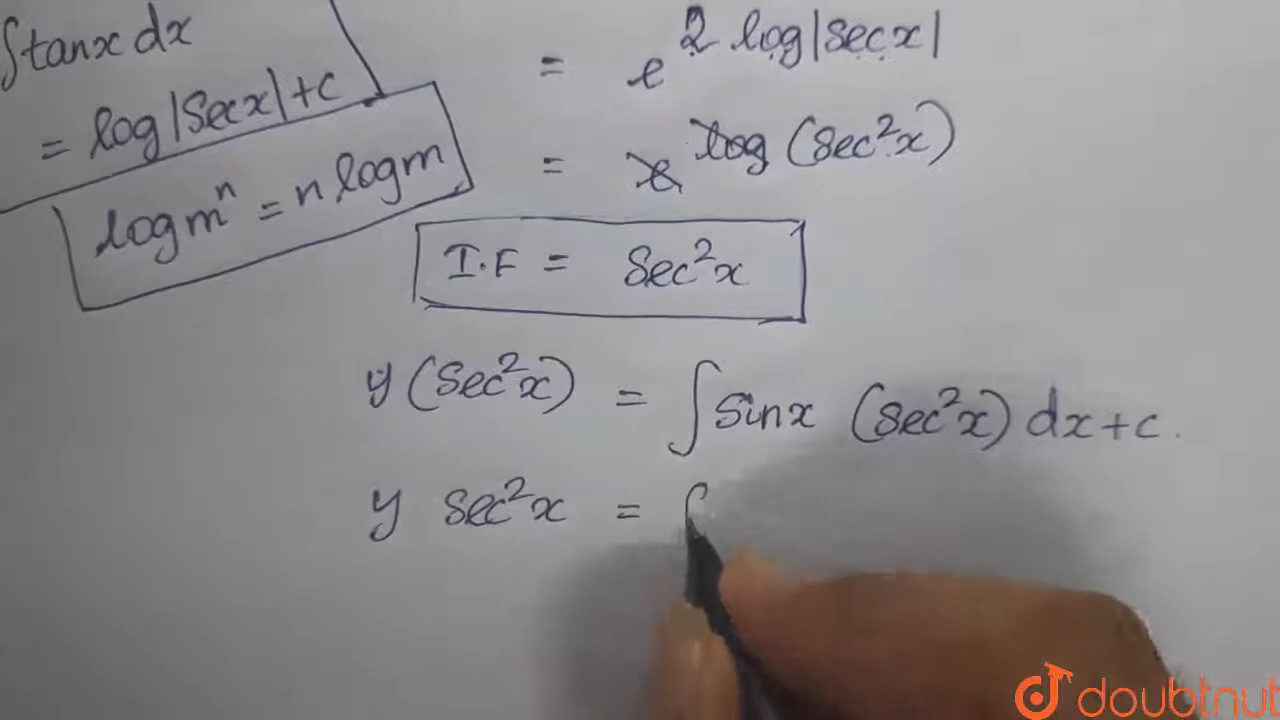 ∫tanx dx
= log|Secx|+c
log mⁿ = n log m
= e^2 log|Secx|
= e^log (Sec²x)
I.F = Sec²x
y (Sec²x) = ∫Sinx (Sec²x) dx+c.
y Sec²x = ∫
doubtnut